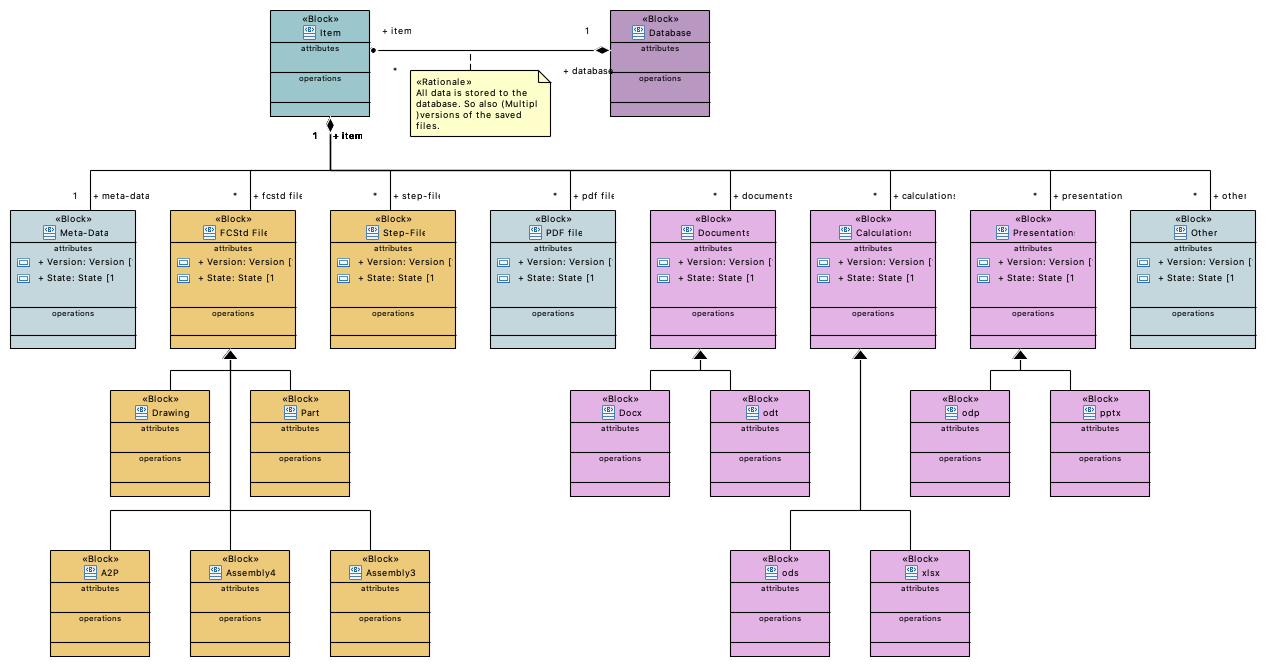 «Block»
Item
attributes
operations
+ item
1
*
+ database
«Block»
Database
attributes
operations
«Rationale»
All data is stored to the
database. So also (Multipl
)versions of the saved
files.
1 + Item
1 + meta-data
* + fcstd file
* + step-file
* + pdf file
* + documents
* + calculations
* + presentation
* + other
«Block»
Meta-Data
attributes
+ Version: Version [
+ State: State [1
operations
«Block»
FCStd File
attributes
+ Version: Version [
+ State: State [1
operations
«Block»
Step-File
attributes
+ Version: Version [
+ State: State [1
operations
«Block»
PDF file
attributes
+ Version: Version [
+ State: State [1
operations
«Block»
Documents
attributes
+ Version: Version [
+ State: State [1
operations
«Block»
Calculations
attributes
+ Version: Version [
+ State: State [1
operations
«Block»
Presentations
attributes
+ Version: Version [
+ State: State [1
operations
«Block»
Other
attributes
+ Version: Version [
+ State: State [1
operations
«Block»
Drawing
attributes
operations
«Block»
Part
attributes
operations
«Block»
Docx
attributes
operations
«Block»
odt
attributes
operations
«Block»
odp
attributes
operations
«Block»
pptx
attributes
operations
«Block»
A2P
attributes
operations
«Block»
Assembly4
attributes
operations
«Block»
Assembly3
attributes
operations
«Block»
ods
attributes
operations
«Block»
xlsx
attributes
operations